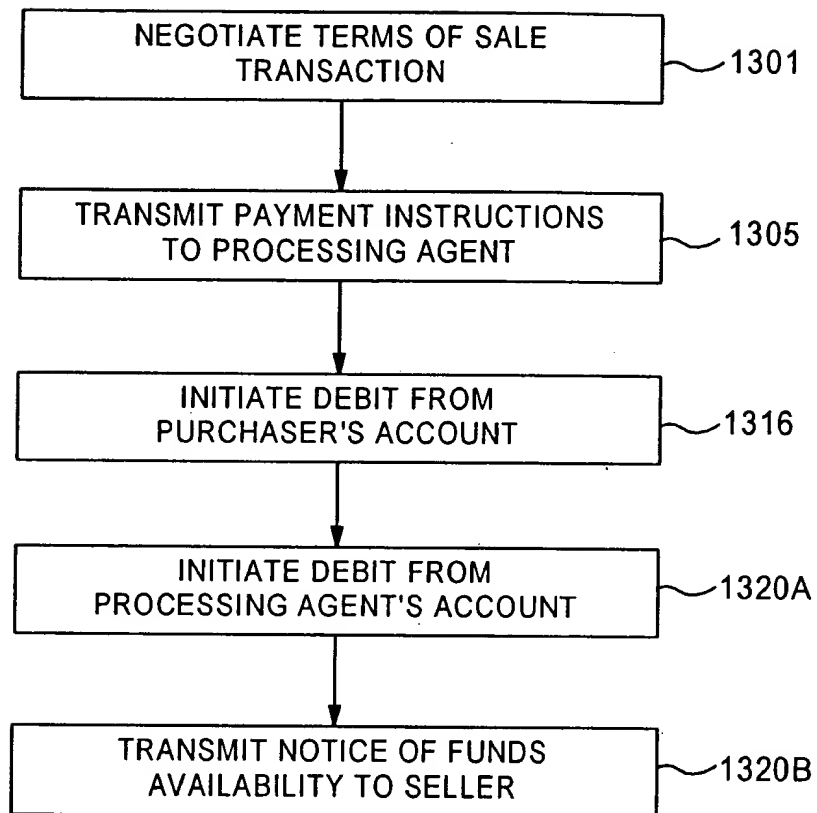 NEGOTIATE TERMS OF SALE
TRANSACTION
1301
TRANSMIT PAYMENT INSTRUCTIONS
TO PROCESSING AGENT
1305
INITIATE DEBIT FROM
PURCHASER'S ACCOUNT
1316
INITIATE DEBIT FROM
PROCESSING AGENT'S ACCOUNT
1320A
TRANSMIT NOTICE OF FUNDS
AVAILABILITY TO SELLER
1320B